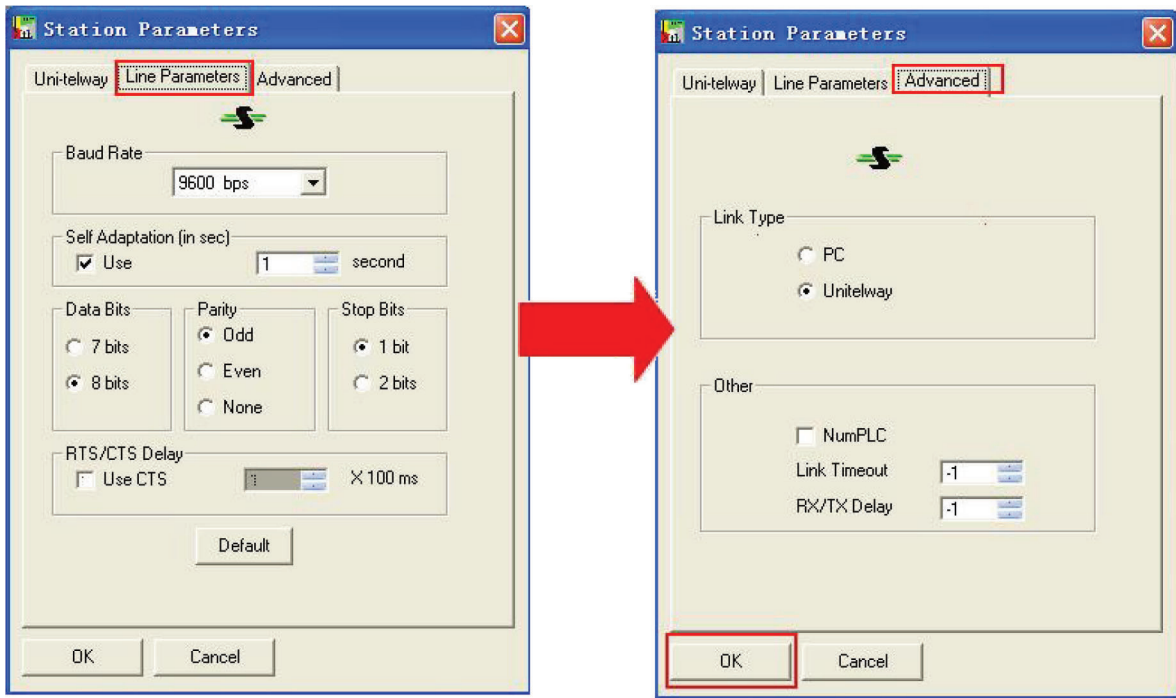 Station Parameters
Uni-telway Line Parameters Advanced
Baud Rate
9600 bps
Self Adaptation (in sec)
Use 1 second
Data Bits
7 bits
8 bits
Parity
Odd
Even
None
Stop Bits
1 bit
2 bits
RTS/CTS Delay
Use CTS 1 X 100 ms
Default
OK Cancel
Station Parameters
Uni-telway Line Parameters Advanced
Link Type
PC
Unitelway
Other
NumPLC
Link Timeout -1
RX/TX Delay -1
OK Cancel